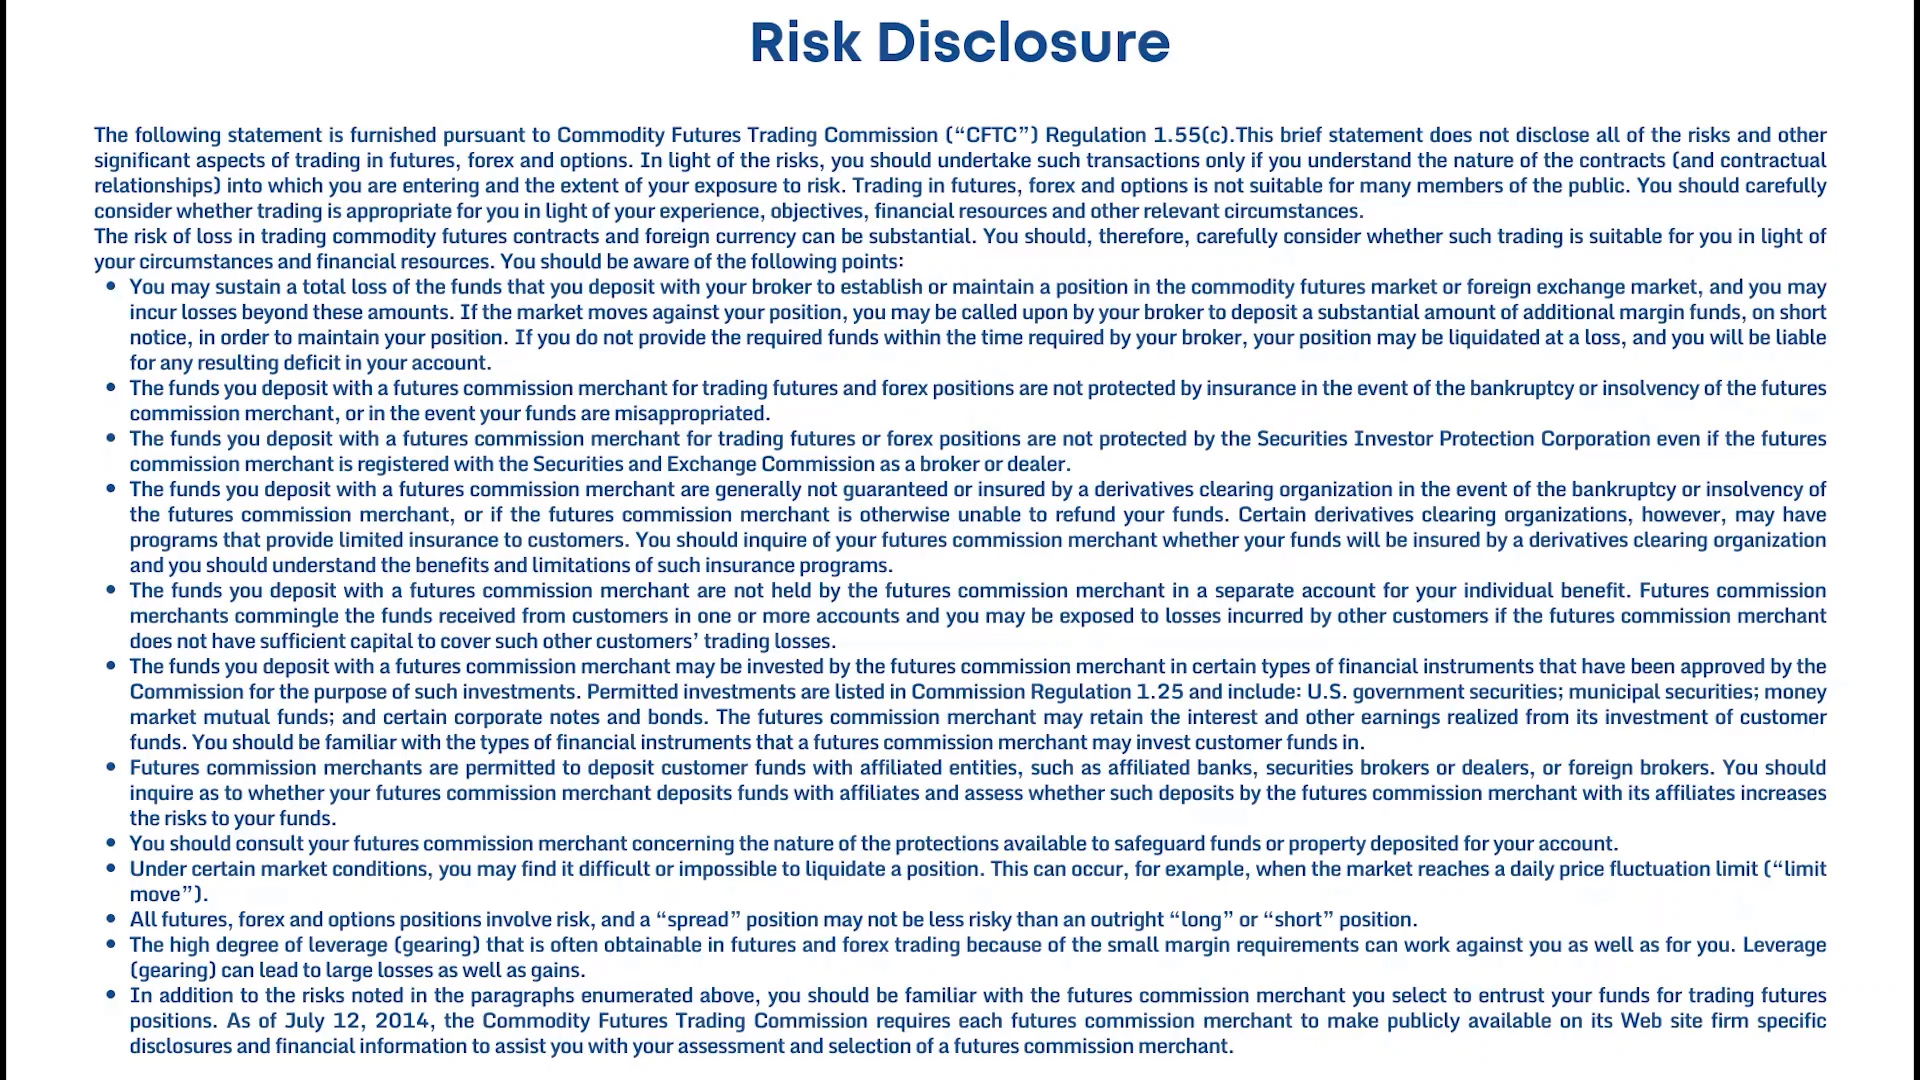 Risk Disclosure
The following statement is furnished pursuant to Commodity Futures Trading Commission (“CFTC”) Regulation 1.55(c).This brief statement does not disclose all of the risks and other
significant aspects of trading in futures, forex and options. In light of the risks, you should undertake such transactions only if you understand the nature of the contracts (and contractual
relationships) into which you are entering and the extent of your exposure to risk. Trading in futures, forex and options is not suitable for many members of the public. You should carefully
consider whether trading is appropriate for you in light of your experience, objectives, financial resources and other relevant circumstances.
The risk of loss in trading commodity futures contracts and foreign currency can be substantial. You should, therefore, carefully consider whether such trading is suitable for you in light of
your circumstances and financial resources. You should be aware of the following points:
• You may sustain a total loss of the funds that you deposit with your broker to establish or maintain a position in the commodity futures market or foreign exchange market, and you may
incur losses beyond these amounts. If the market moves against your position, you may be called upon by your broker to deposit a substantial amount of additional margin funds, on short
notice, in order to maintain your position. If you do not provide the required funds within the time required by your broker, your position may be liquidated at a loss, and you will be liable
for any resulting deficit in your account.
• The funds you deposit with a futures commission merchant for trading futures and forex positions are not protected by insurance in the event of the bankruptcy or insolvency of the futures
commission merchant, or in the event your funds are misappropriated.
• The funds you deposit with a futures commission merchant for trading futures or forex positions are not protected by the Securities Investor Protection Corporation even if the futures
commission merchant is registered with the Securities and Exchange Commission as a broker or dealer.
• The funds you deposit with a futures commission merchant are generally not guaranteed or insured by a derivatives clearing organization in the event of the bankruptcy or insolvency of
the futures commission merchant, or if the futures commission merchant is otherwise unable to refund your funds. Certain derivatives clearing organizations, however, may have
programs that provide limited insurance to customers. You should inquire of your futures commission merchant whether your funds will be insured by a derivatives clearing organization
and you should understand the benefits and limitations of such insurance programs.
• The funds you deposit with a futures commission merchant are not held by the futures commission merchant in a separate account for your individual benefit. Futures commission
merchants commingle the funds received from customers in one or more accounts and you may be exposed to losses incurred by other customers if the futures commission merchant
does not have sufficient capital to cover such other customers’ trading losses.
• The funds you deposit with a futures commission merchant may be invested by the futures commission merchant in certain types of financial instruments that have been approved by the
Commission for the purpose of such investments. Permitted investments are listed in Commission Regulation 1.25 and include: U.S. government securities; municipal securities; money
market mutual funds; and certain corporate notes and bonds. The futures commission merchant may retain the interest and other earnings realized from its investment of customer
funds. You should be familiar with the types of financial instruments that a futures commission merchant may invest customer funds in.
• Futures commission merchants are permitted to deposit customer funds with affiliated entities, such as affiliated banks, securities brokers or dealers, or foreign brokers. You should
inquire as to whether your futures commission merchant deposits funds with affiliates and assess whether such deposits by the futures commission merchant with its affiliates increases
the risks to your funds.
• You should consult your futures commission merchant concerning the nature of the protections available to safeguard funds or property deposited for your account.
• Under certain market conditions, you may find it difficult or impossible to liquidate a position. This can occur, for example, when the market reaches a daily price fluctuation limit (“limit
move”).
• All futures, forex and options positions involve risk, and a “spread” position may not be less risky than an outright “long” or “short” position.
• The high degree of leverage (gearing) that is often obtainable in futures and forex trading because of the small margin requirements can work against you as well as for you. Leverage
(gearing) can lead to large losses as well as gains.
• In addition to the risks noted in the paragraphs enumerated above, you should be familiar with the futures commission merchant you select to entrust your funds for trading futures
positions. As of July 12, 2014, the Commodity Futures Trading Commission requires each futures commission merchant to make publicly available on its Web site firm specific
disclosures and financial information to assist you with your assessment and selection of a futures commission merchant.